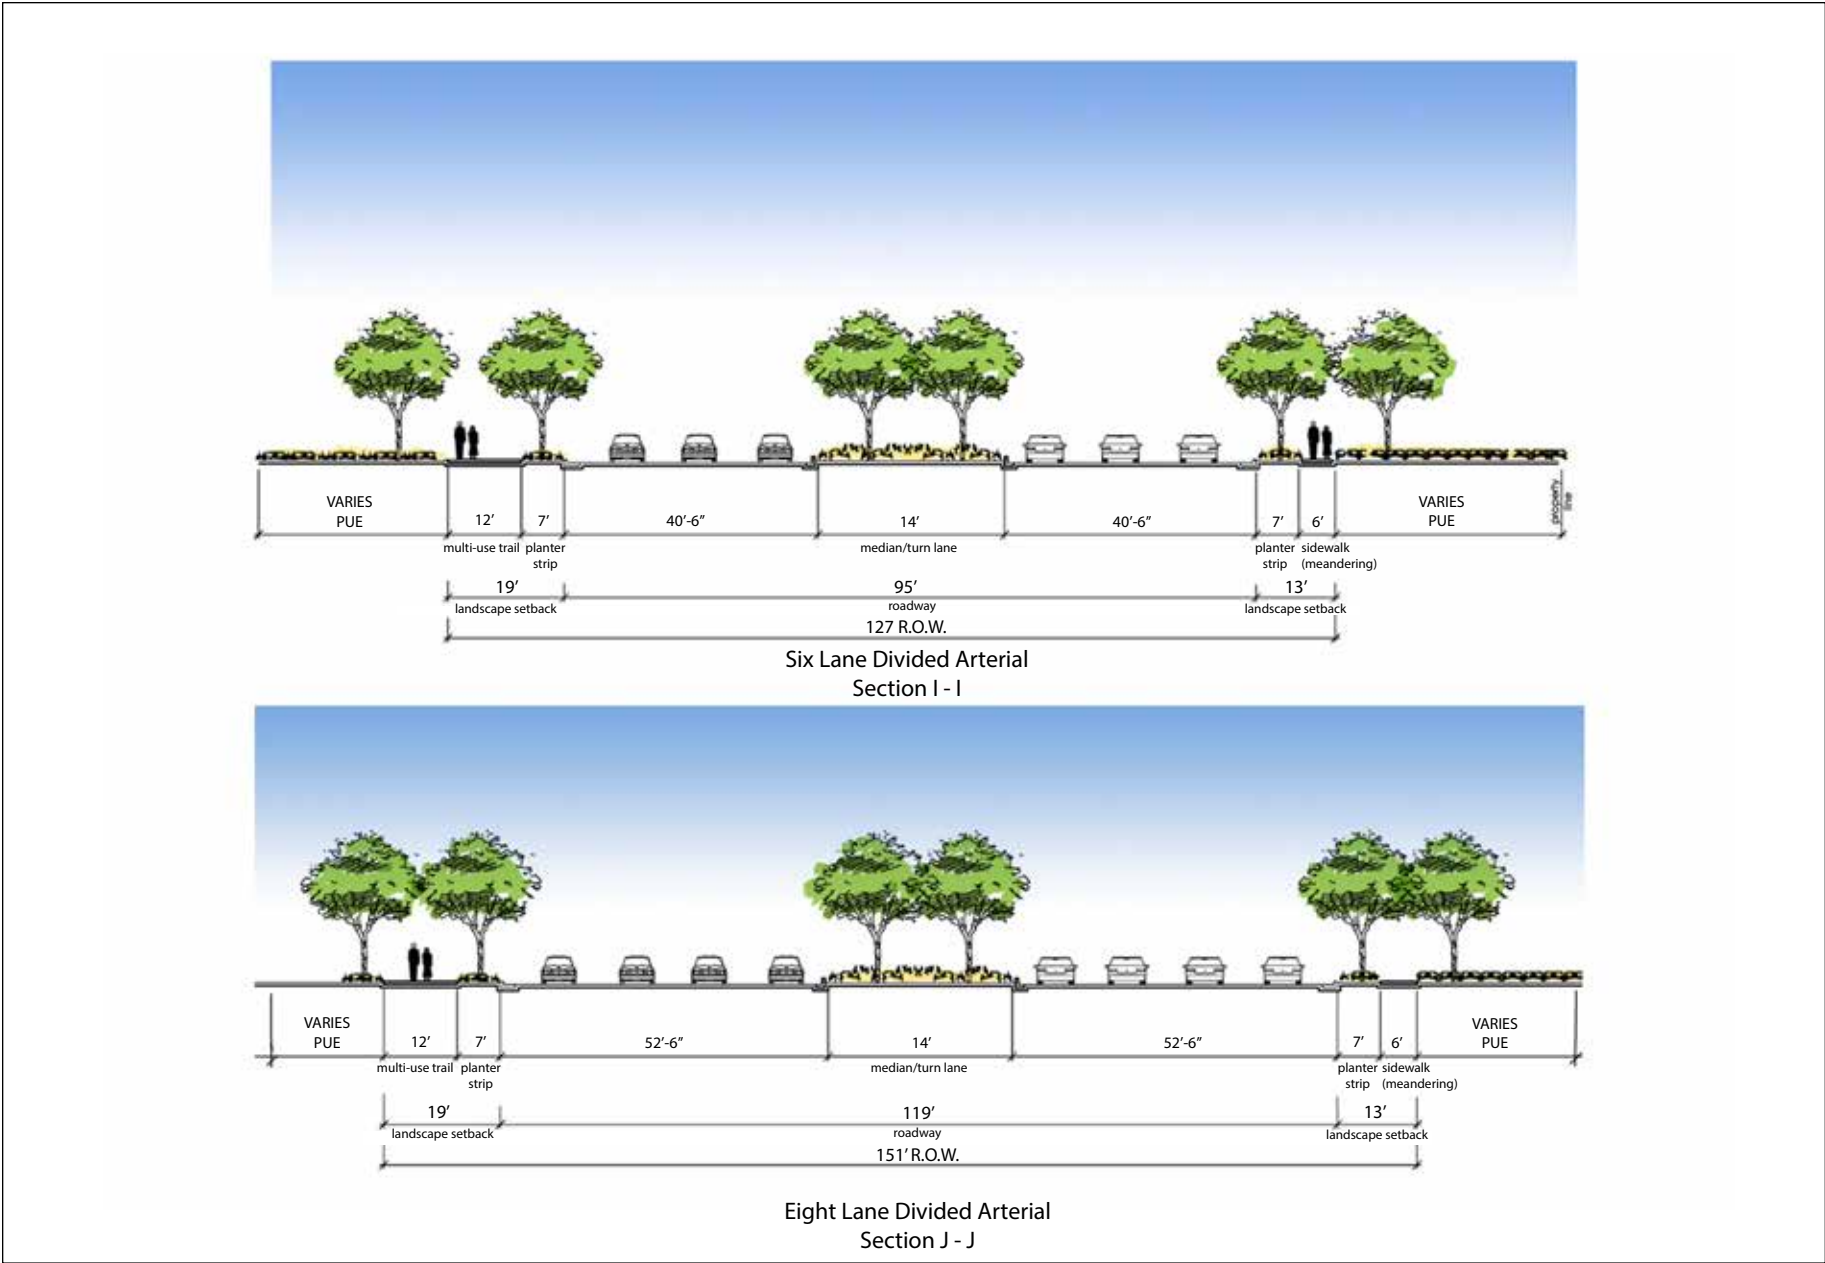 VARIES
PUE
12’
7’
40’-6”
14’
40’-6”
7’
6’
VARIES
PUE
property
line
multi-use trail
planter
strip
median/turn lane
planter
strip
sidewalk
(meandering)
19’
95’
13’
landscape setback
roadway
landscape setback
127 R.O.W.
Six Lane Divided Arterial
Section I - I
VARIES
PUE
12’
7’
52’-6”
14’
52’-6”
7’
6’
VARIES
PUE
multi-use trail
planter
strip
median/turn lane
planter
strip
sidewalk
(meandering)
19’
119’
13’
landscape setback
roadway
landscape setback
151’ R.O.W.
Eight Lane Divided Arterial
Section J - J